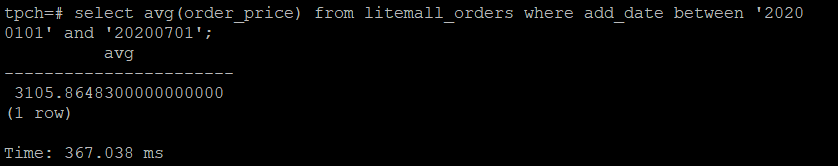 tpch=# select avg(order_price) from litemall_orders where add_date between '2020
0101' and '20200701';
avg
-----------------------
3105.8648300000000000
(1 row)
Time: 367.038 ms